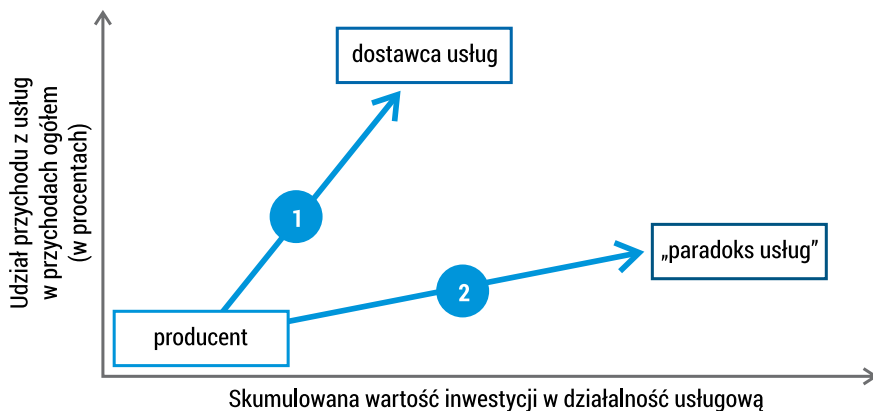 Udział przychodu z usług
w przychodach ogółem
(w procentach)
dostawca usług
1
„paradoks usług”
2
producent
Skumulowana wartość inwestycji w działalność usługową